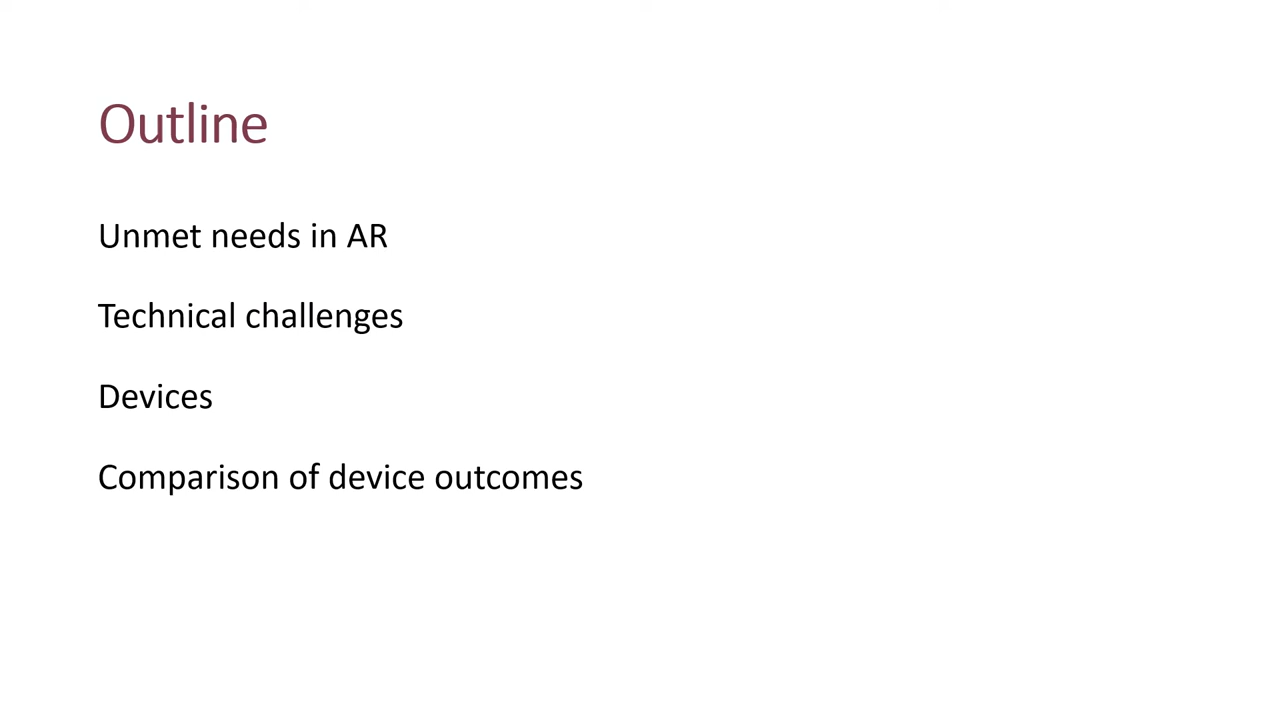 Outline
Unmet needs in AR
Technical challenges
Devices
Comparison of device outcomes